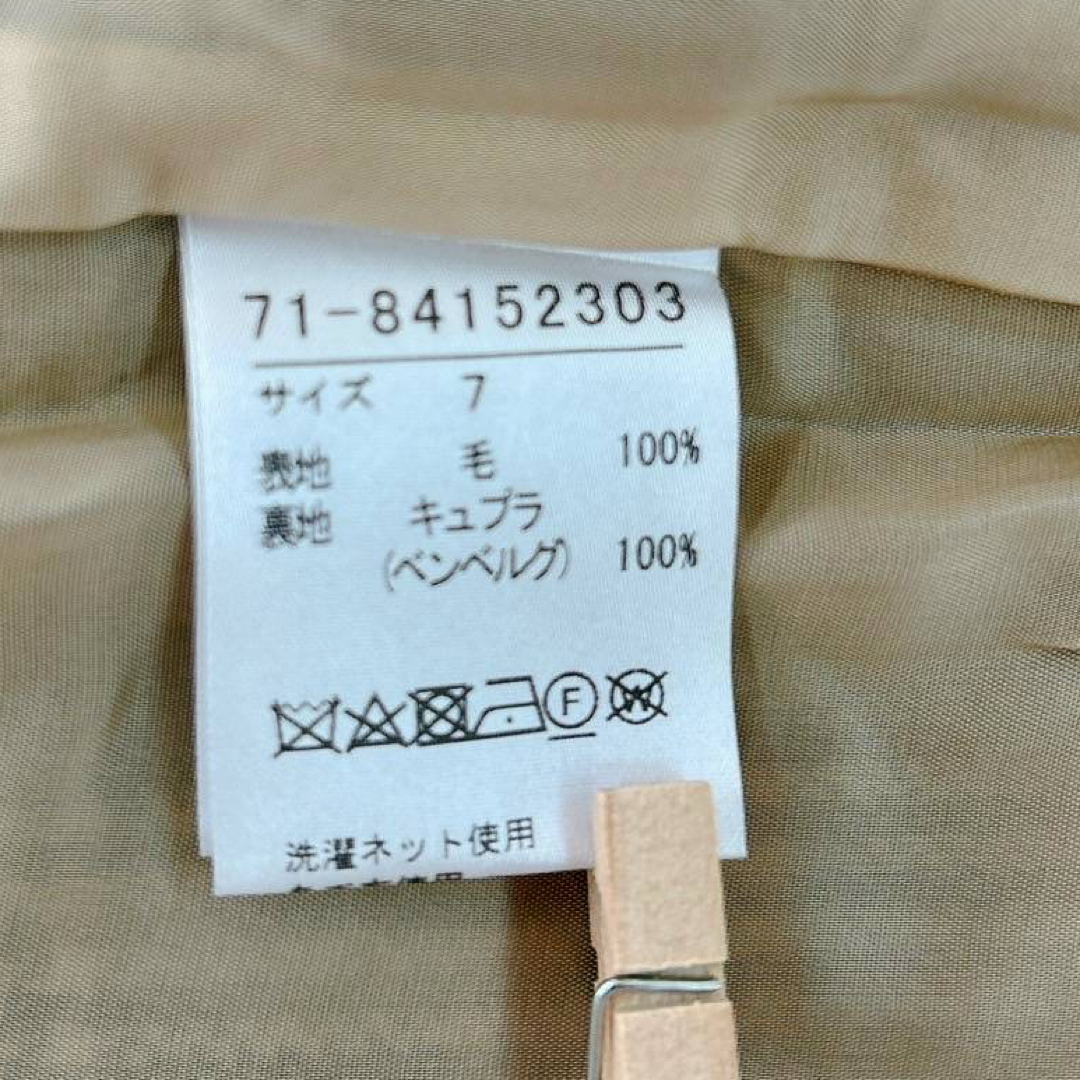 71-84152303
サイズ 7
表地 毛 100%
裏地 キュプラ
(ベンベルグ) 100%
F
W
洗濯ネット使用